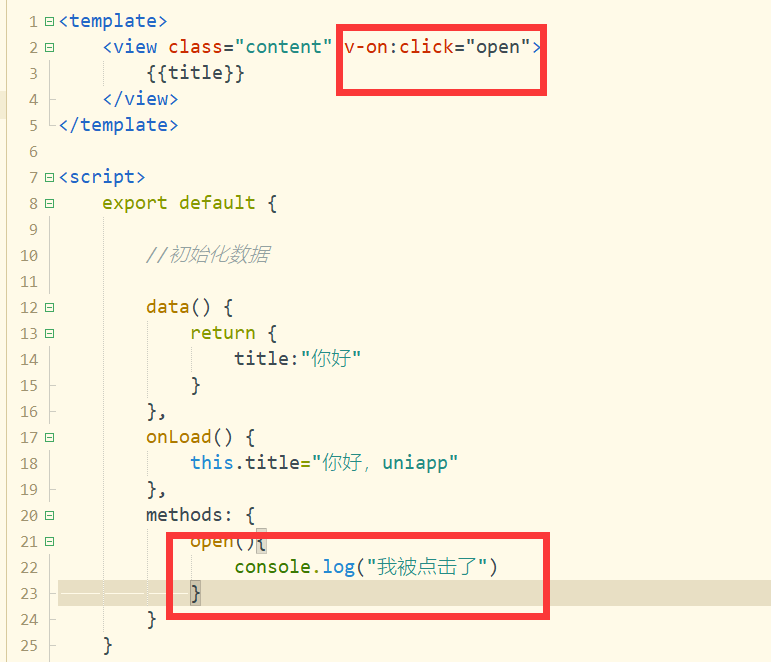 1 <template>
2 <view class="content" v-on:click="open">
3 {{title}}
4 </view>
5 </template>
6
7 <script>
8 export default {
9
10 //初始化数据
11
12 data() {
13 return {
14 title:"你好"
15 }
16 },
17 onLoad() {
18 this.title="你好，uniapp"
19 },
20 methods: {
21 open(){
22 console.log("我被点击了")
23 }
24 }
25 }